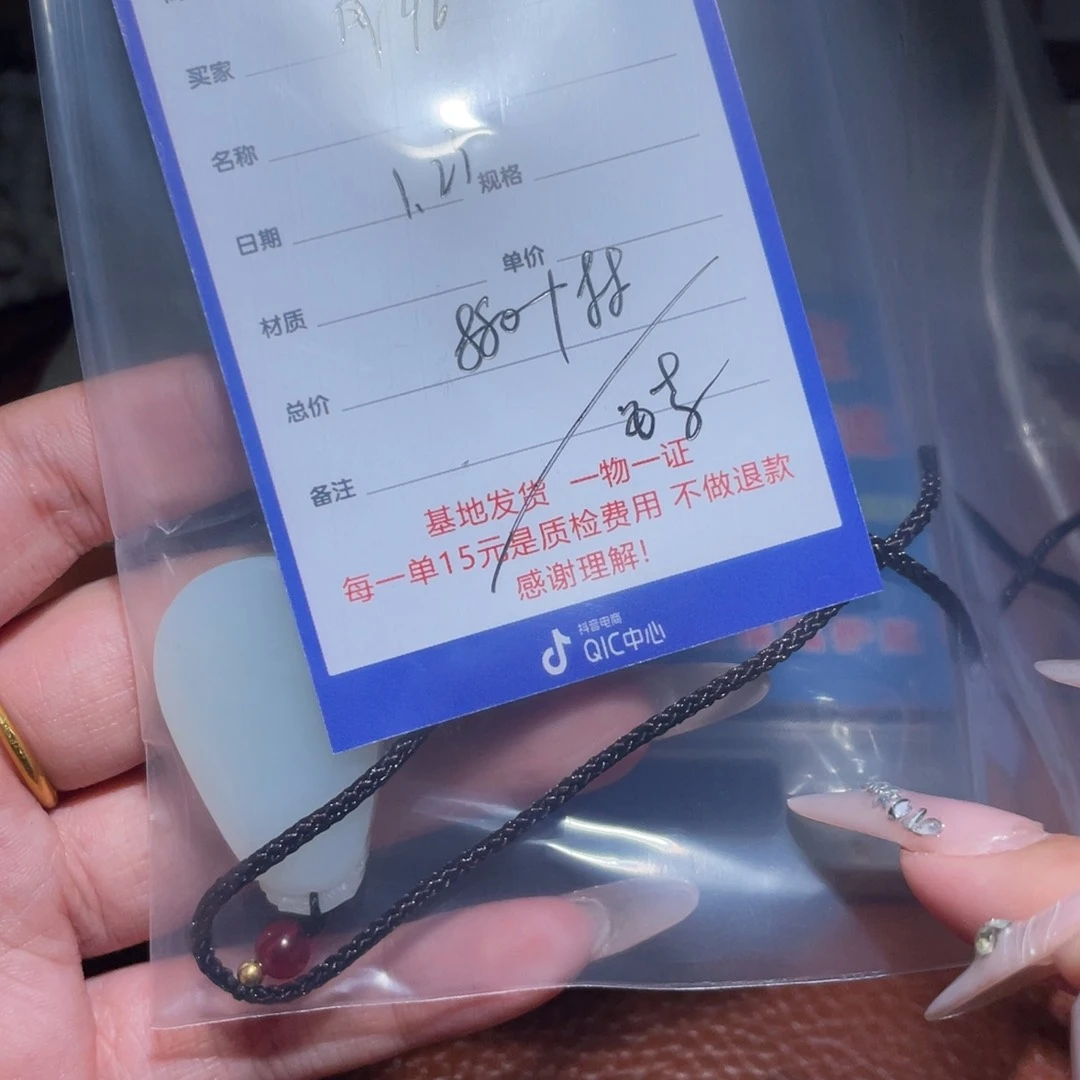 买家
名称
1.21 规格
日期
单价
材质
880+
总价
备注
基地发货 一物一证
每一单15元是质检费用 不做退款
感谢理解!
抖音电商
QIC中心